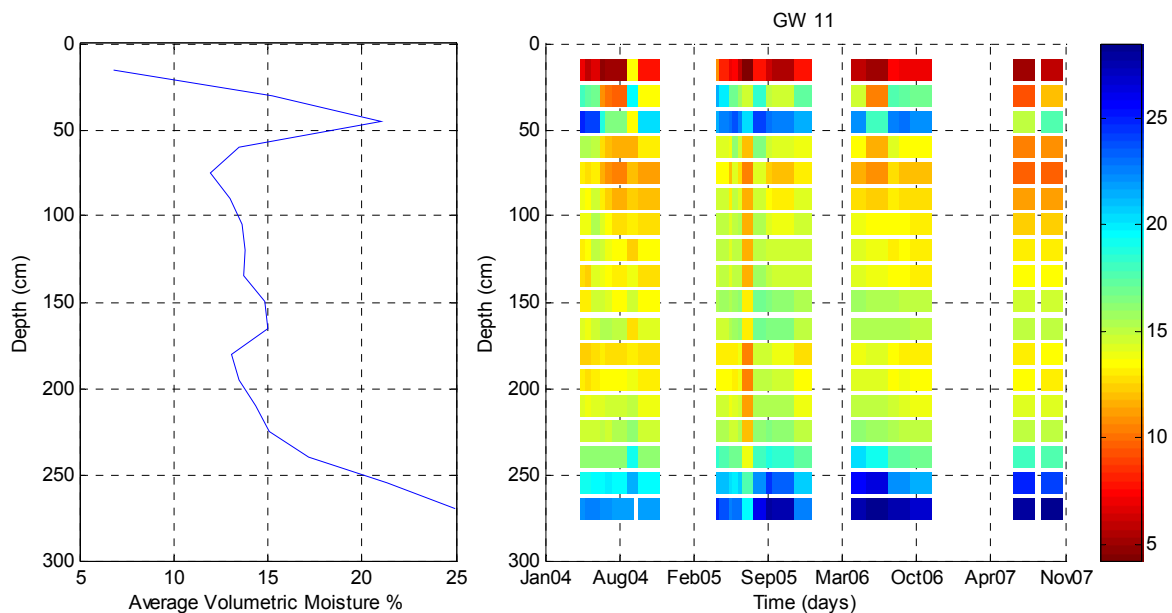 GW 11
0
50
100
150
200
250
300
Depth (cm)
5
10
15
20
25
Average Volumetric Moisture %
0
50
100
150
200
250
300
Depth (cm)
Jan04
Aug04
Feb05
Sep05
Mar06
Oct06
Apr07
Nov07
Time (days)
25
20
15
10
5